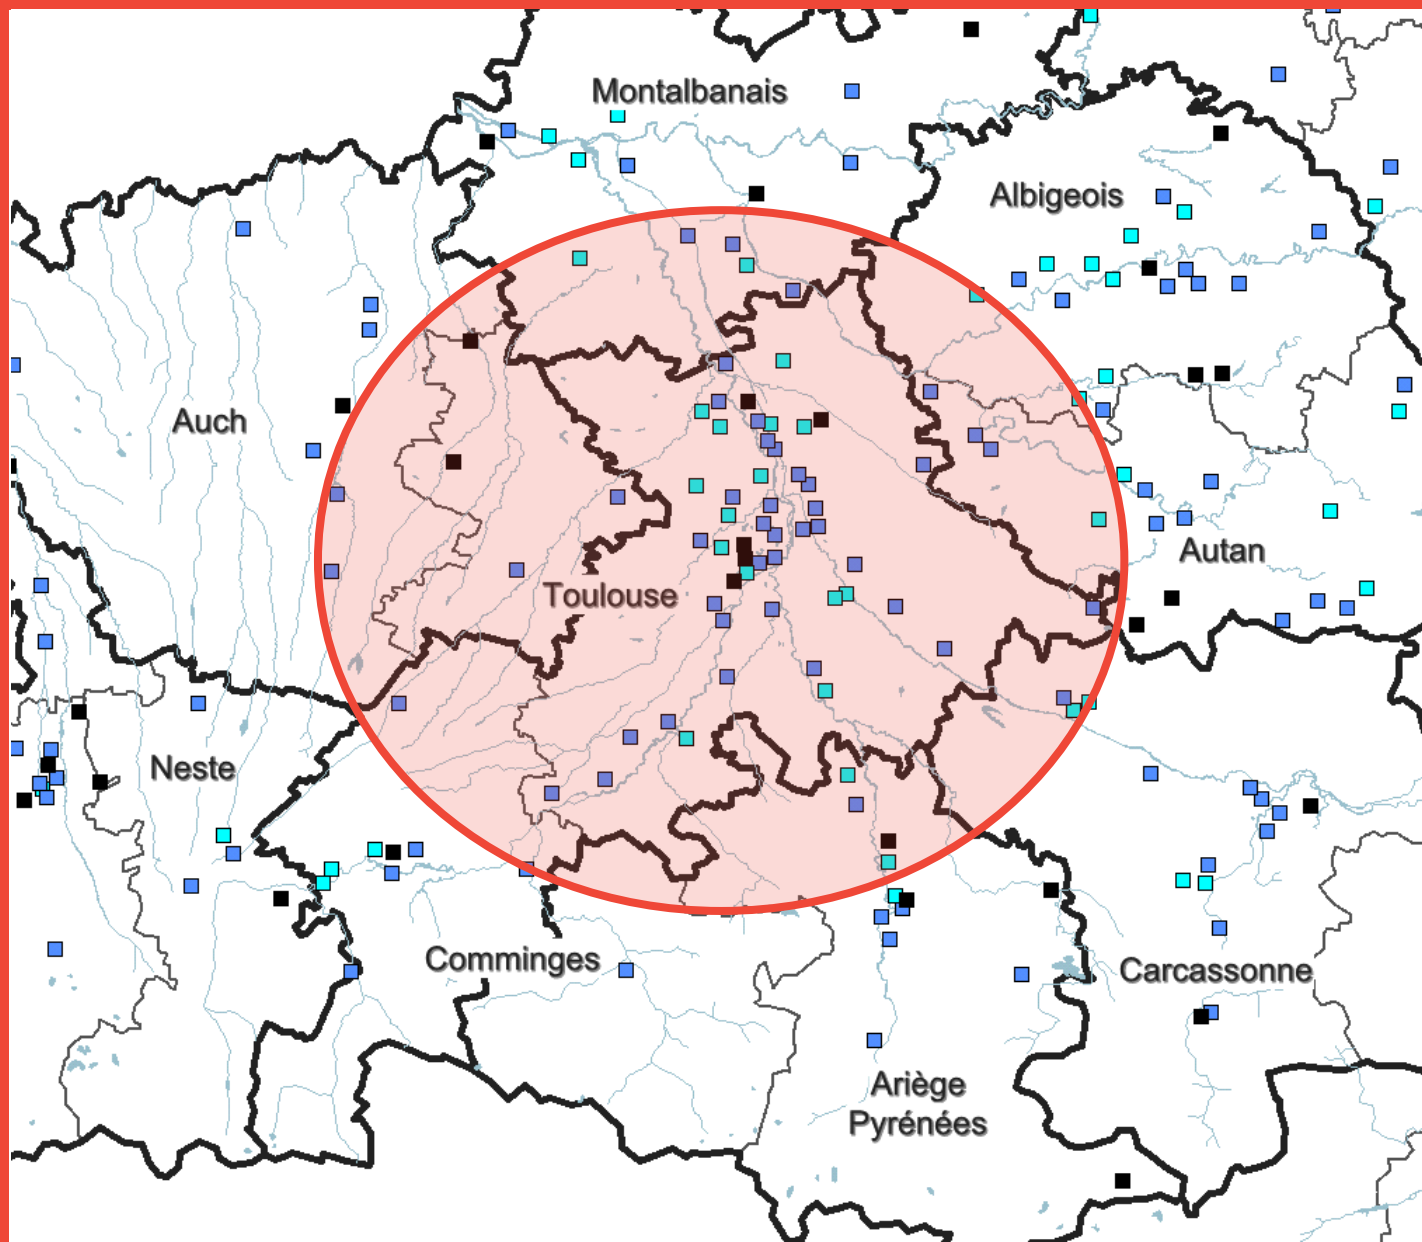 Montalbanais
Albigeois
Auch
Autan
Toulouse
Neste
Comminges
Carcassonne
Ariège
Pyrénées